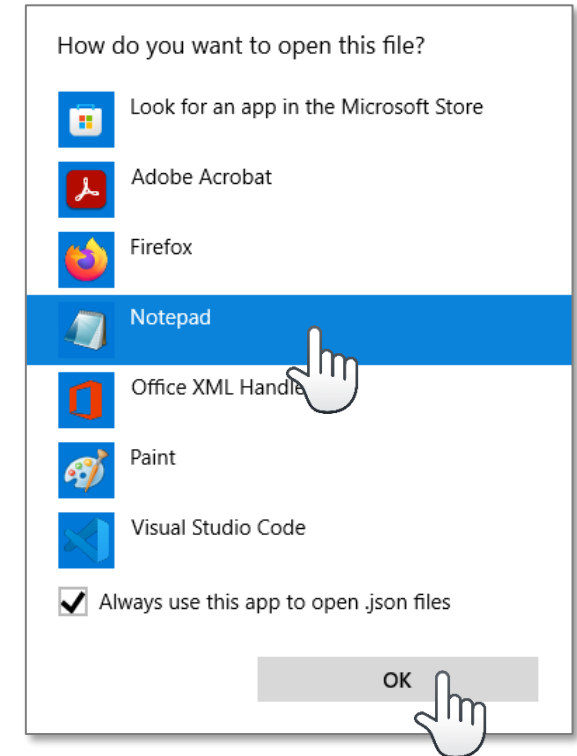 How do you want to open this file?
Look for an app in the Microsoft Store
Adobe Acrobat
Firefox
Notepad
Office XML Handle
Paint
Visual Studio Code
Always use this app to open .json files
OK